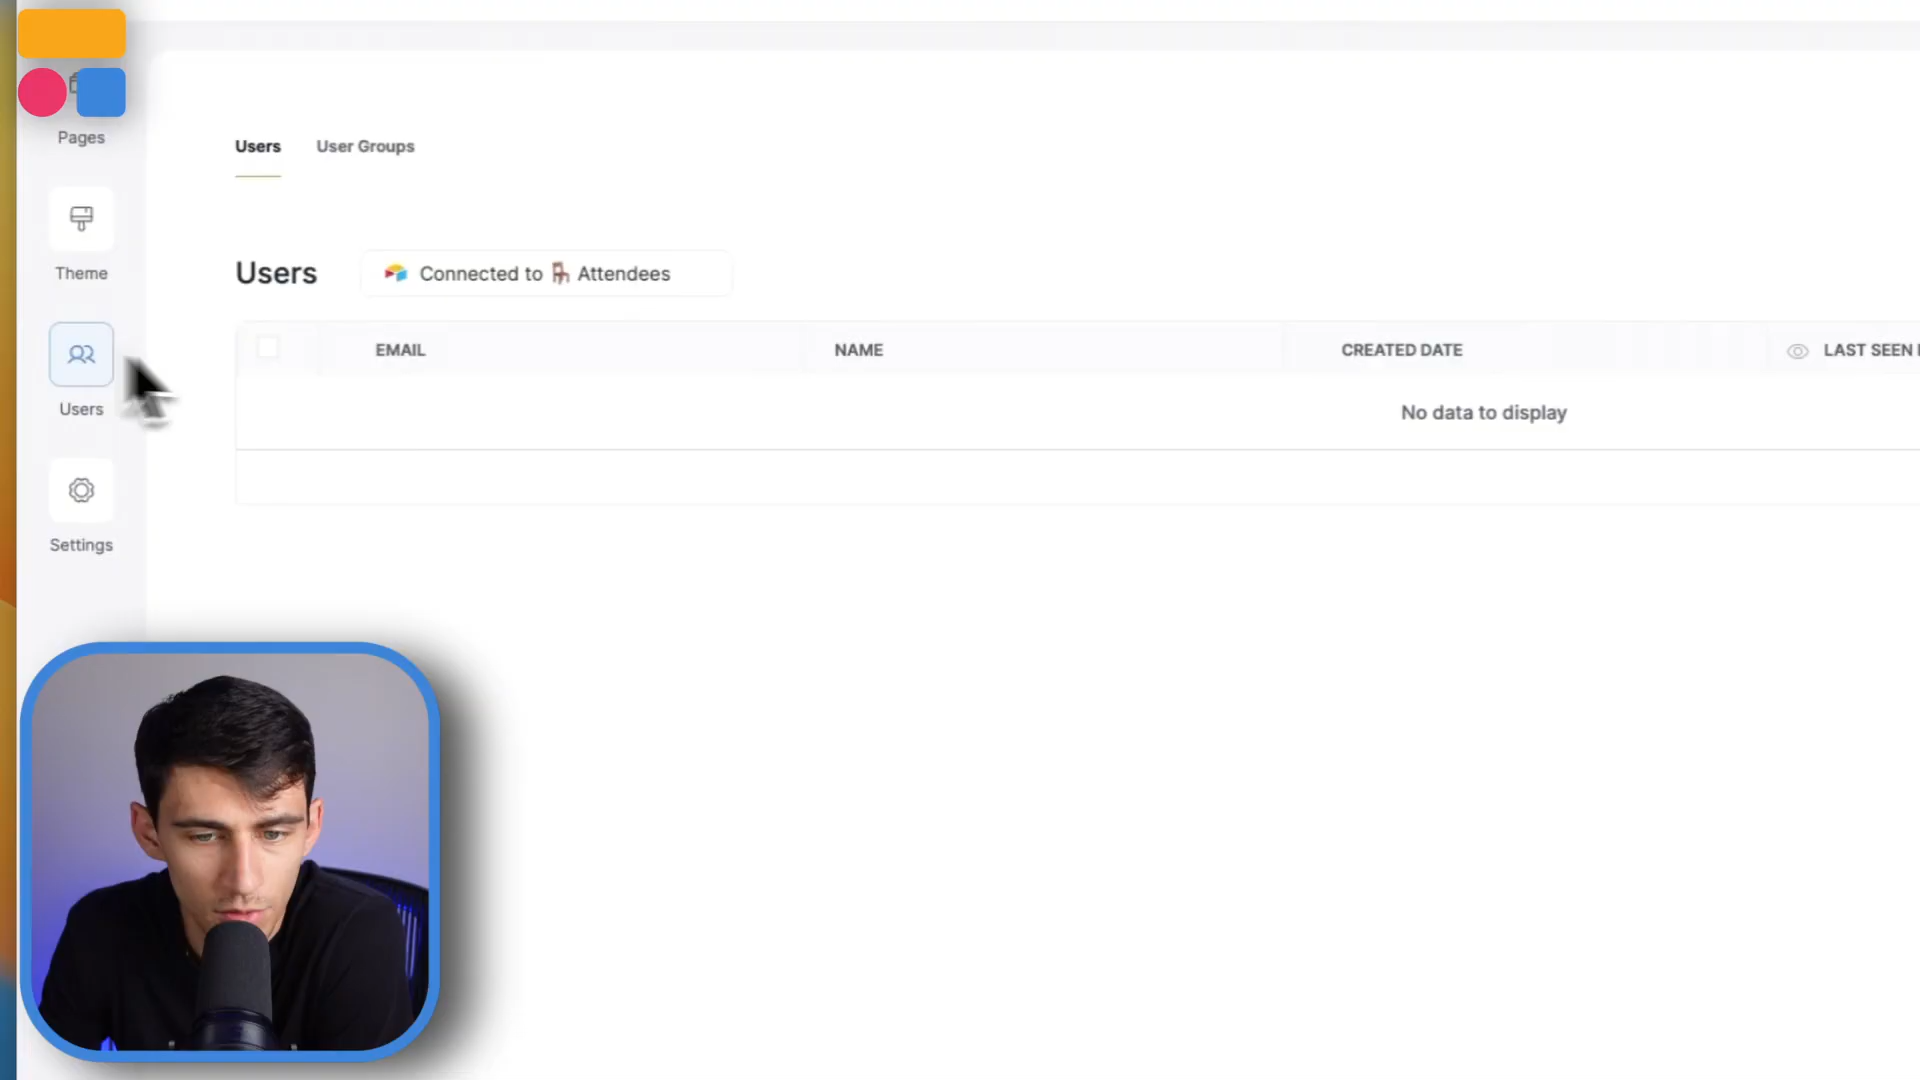 Pages
Theme
Users
Settings
Users User Groups
Users
Connected to 🪑 Attendees
EMAIL NAME CREATED DATE LAST SEEN
No data to display